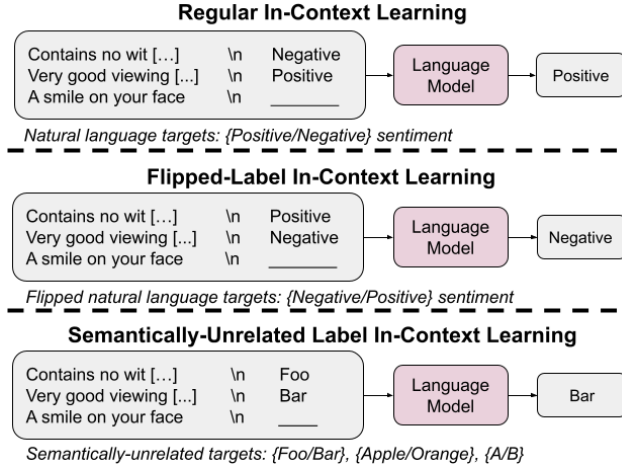 Regular In-Context Learning
Contains no wit […] \n Negative
Very good viewing [...] \n Positive
A smile on your face \n ________
Language Model
Positive
Natural language targets: {Positive/Negative} sentiment
Flipped-Label In-Context Learning
Contains no wit […] \n Positive
Very good viewing [...] \n Negative
A smile on your face \n ________
Language Model
Negative
Flipped natural language targets: {Negative/Positive} sentiment
Semantically-Unrelated Label In-Context Learning
Contains no wit […] \n Foo
Very good viewing [...] \n Bar
A smile on your face \n ____
Language Model
Bar
Semantically-unrelated targets: {Foo/Bar}, {Apple/Orange}, {A/B}